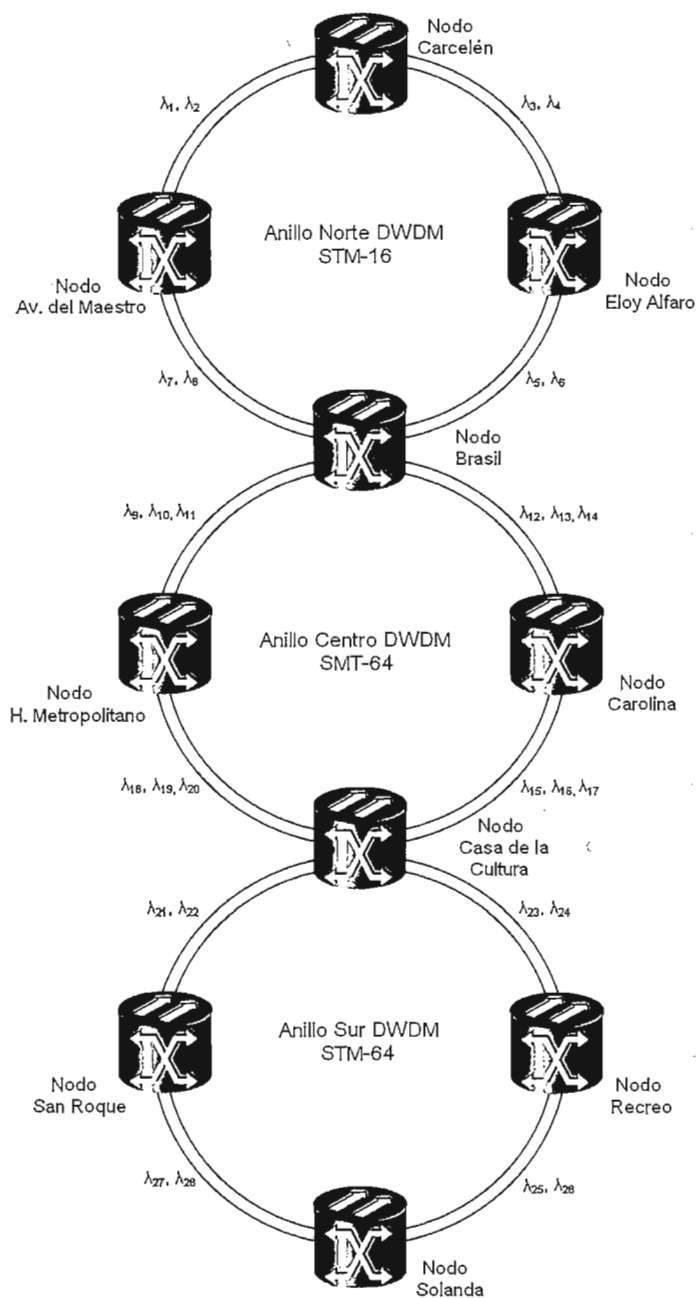 Nodo
Carcelén
λ1, λ2
λ3, λ4
Anillo Norte DWDM
STM-16
Nodo
Av. del Maestro
Nodo
Eloy Alfaro
λ7, λ8
λ5, λ6
Nodo
Brasil
λ9, λ10, λ11
λ12, λ13, λ14
Anillo Centro DWDM
SMT-64
Nodo
H. Metropolitano
Nodo
Carolina
λ18, λ19, λ20
λ15, λ16, λ17
Nodo
Casa de la
Cultura
λ21, λ22
λ23, λ24
Anillo Sur DWDM
STM-64
Nodo
San Roque
Nodo
Recreo
λ27, λ28
λ25, λ26
Nodo
Solanda